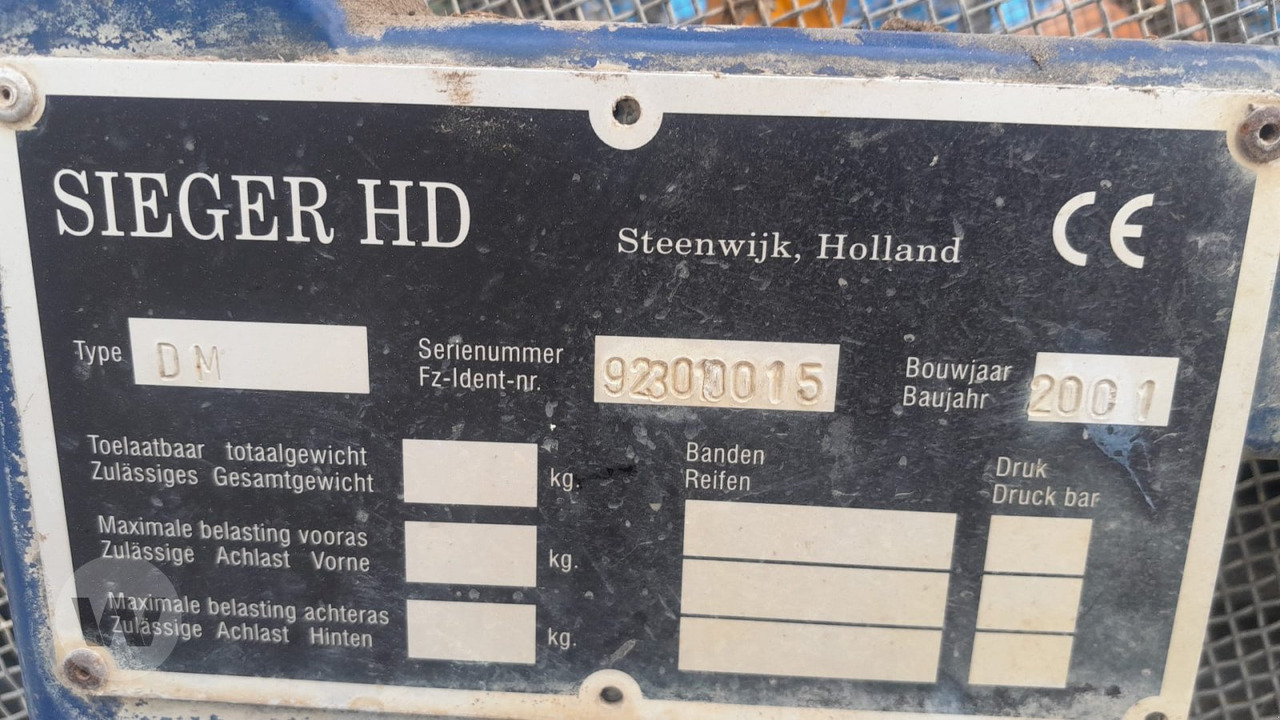 SIEGER HD
Steenwijk, Holland
CE
Type DM
Serienummer
Fz-Ident-nr.
Bouwjaar
Baujahr
2001
Toelaatbaar totaalgewicht
Zulässiges Gesamtgewicht
kg.
Maximale belasting vooras
Zulässige Achlast Vorne
kg.
Maximale belasting achteras
Zulässige Achlast Hinten
kg.
Banden
Reifen
Druk
Druck bar
W